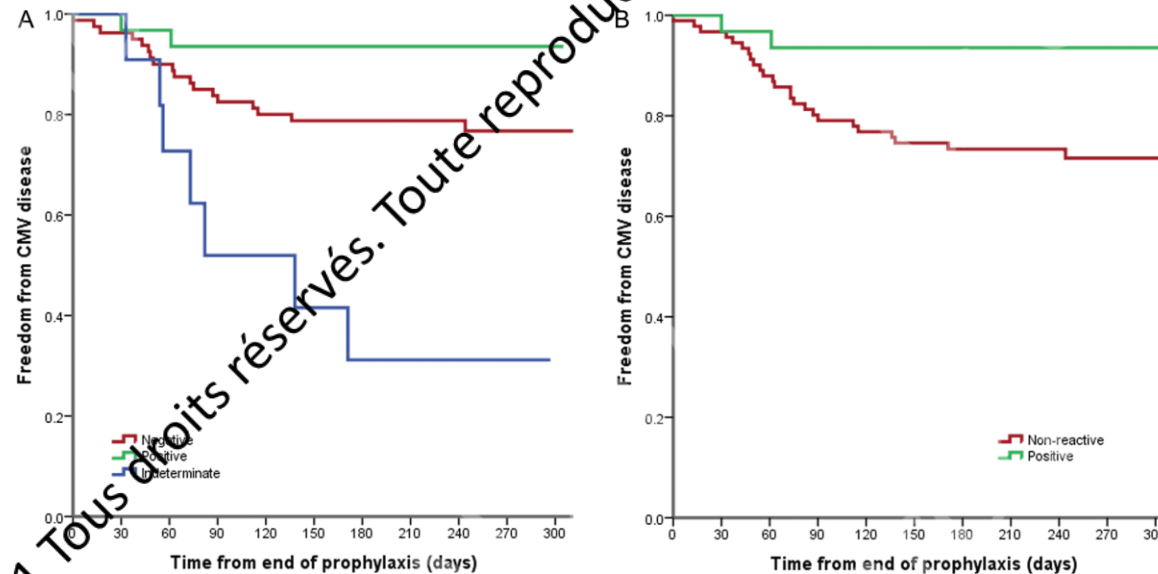 A
B
1.0
0.8
0.6
0.4
0.2
0.0
Freedom from CMV disease
Negative
Positive
Indeterminate
0 30 60 90 120 150 180 210 240 270 300
Time from end of prophylaxis (days)
1.0
0.8
0.6
0.4
0.2
0.0
Freedom from CMV disease
Non-reactive
Positive
0 30 60 90 120 150 180 210 240 270 300
Time from end of prophylaxis (days)
1 Tous droits réservés. Toute reproduc